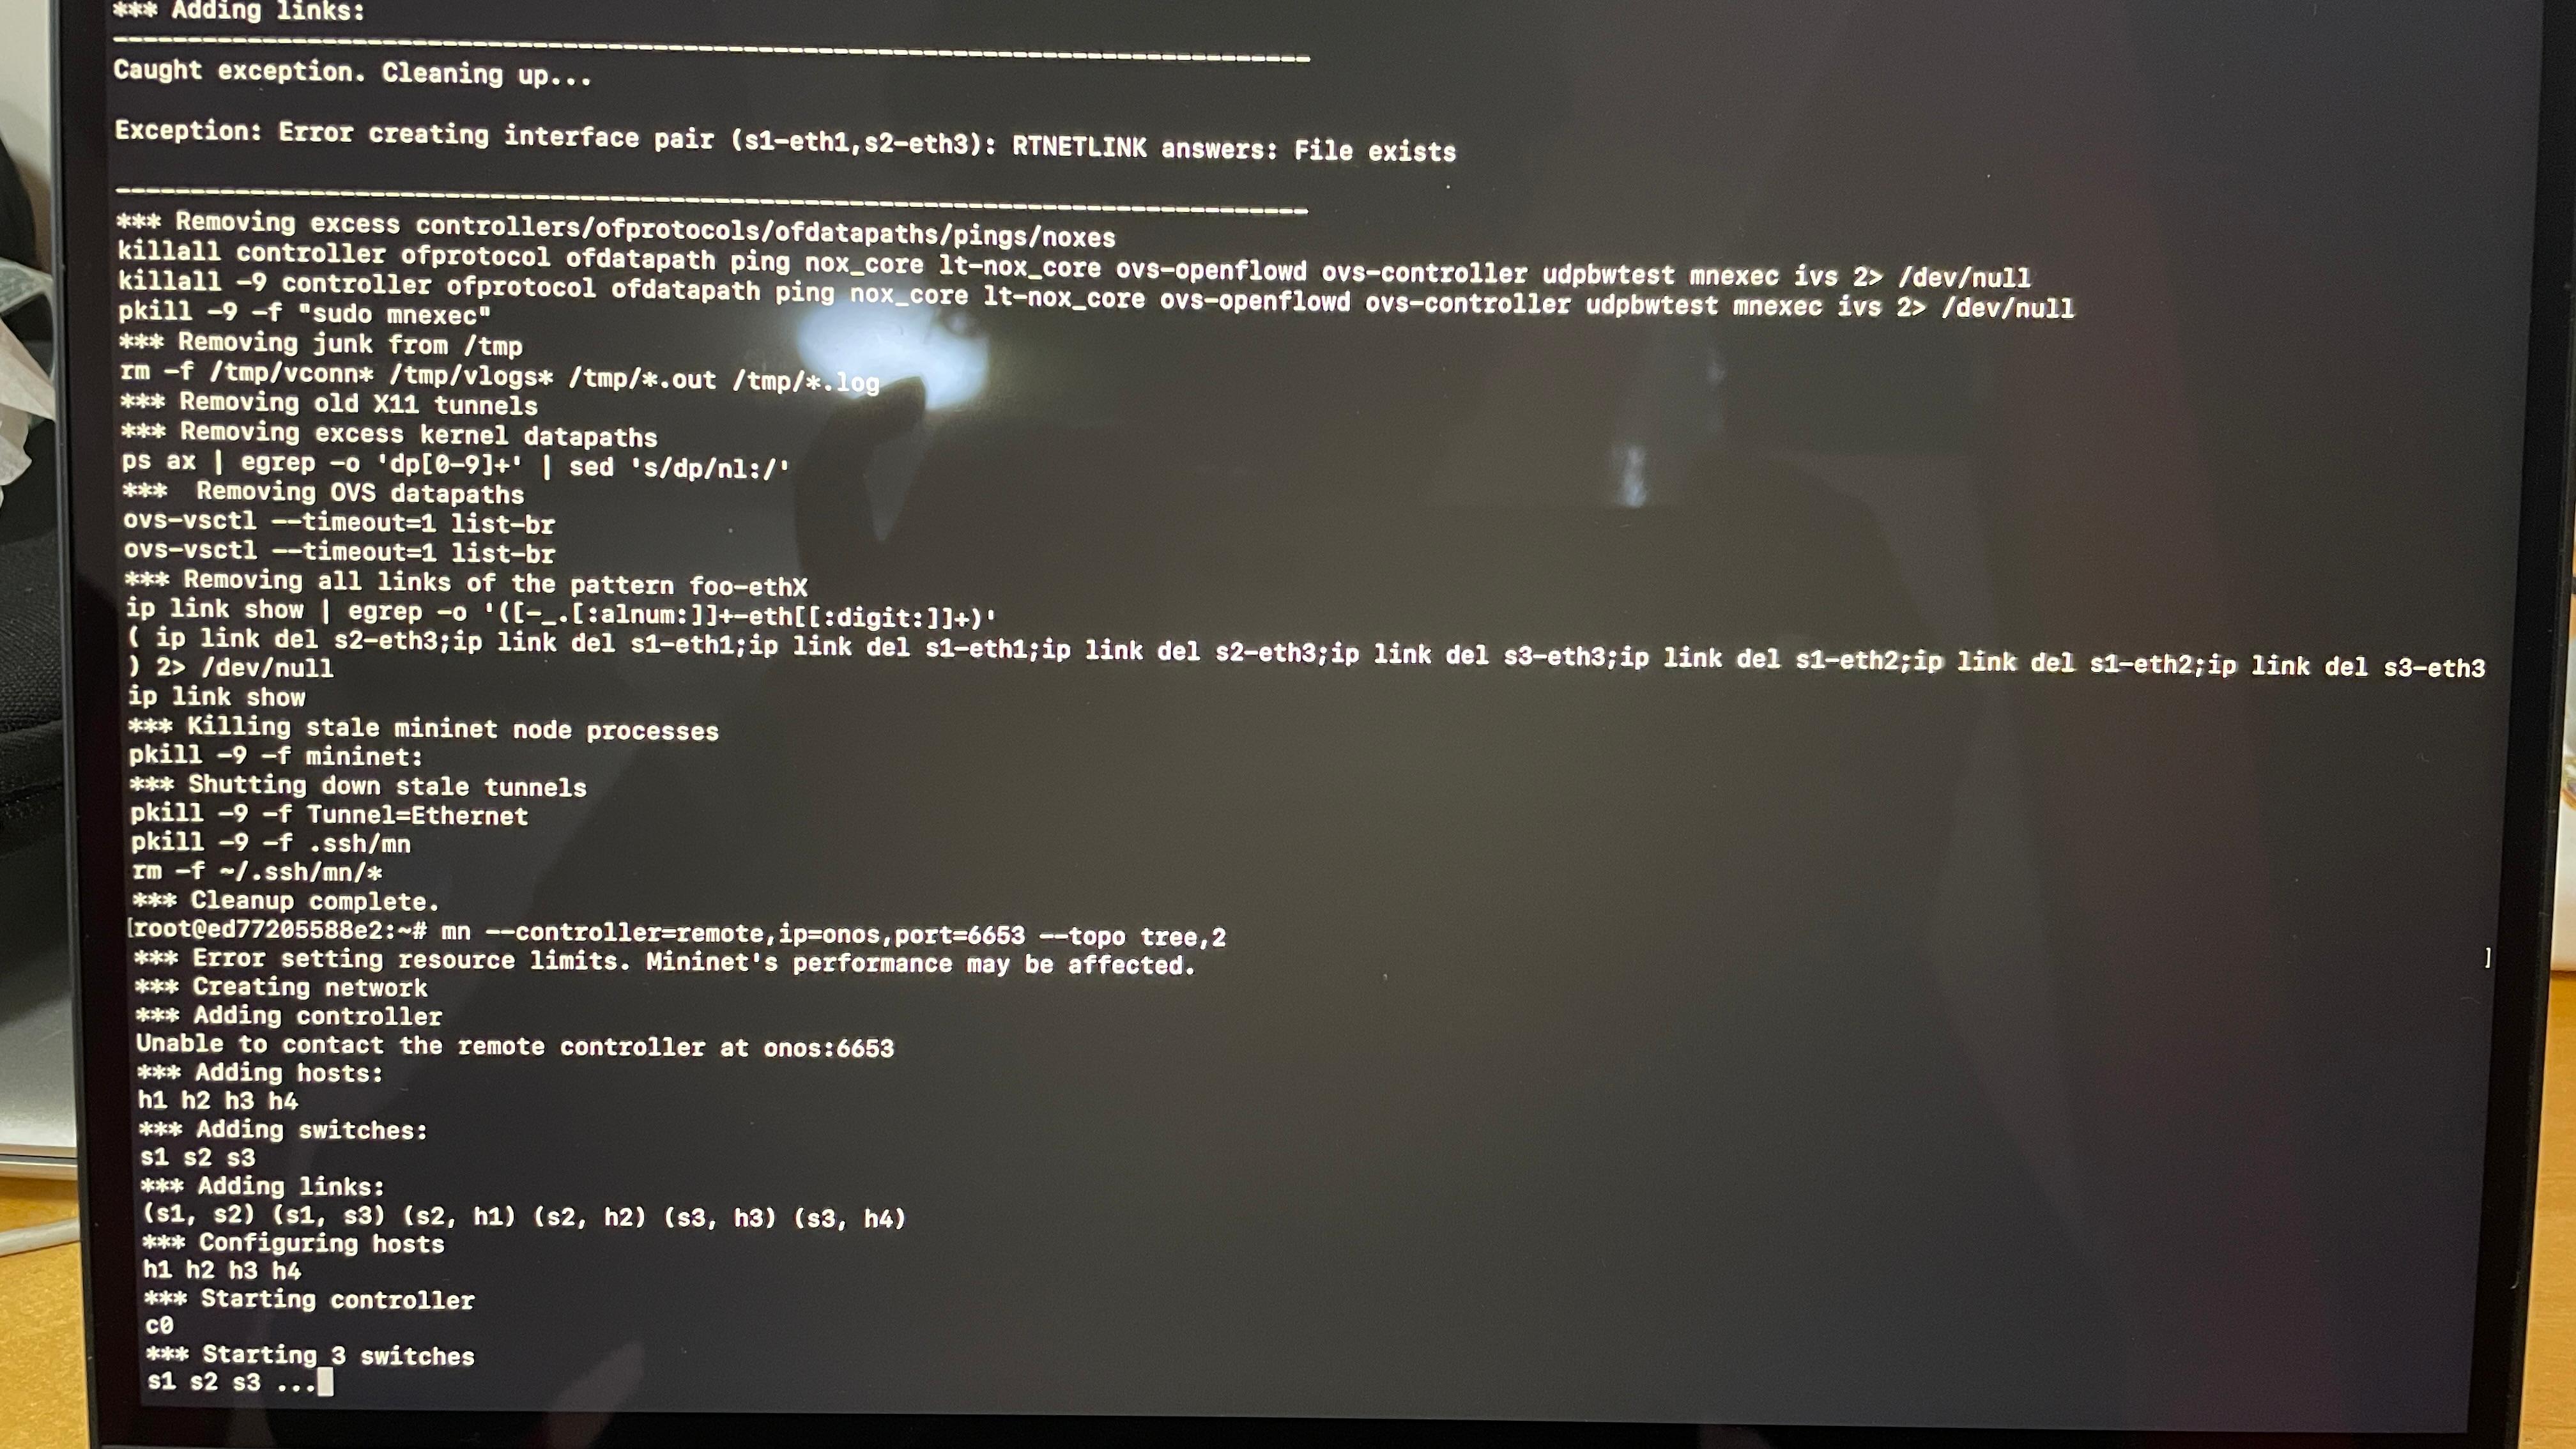 *** Adding links:
--------------------------------------------------------------------------------
Caught exception. Cleaning up...
Exception: Error creating interface pair (s1-eth1,s2-eth3): RTNETLINK answers: File exists
--------------------------------------------------------------------------------
*** Removing excess controllers/ofprotocols/ofdatapaths/pings/noxes
killall controller ofprotocol ofdatapath ping nox_core lt-nox_core ovs-openflowd ovs-controller udpbwtest mnexec ivs 2> /dev/null
killall -9 controller ofprotocol ofdatapath ping nox_core lt-nox_core ovs-openflowd ovs-controller udpbwtest mnexec ivs 2> /dev/null
pkill -9 -f "sudo mnexec"
*** Removing junk from /tmp
rm -f /tmp/vconn* /tmp/vlogs* /tmp/*.out /tmp/*.log
*** Removing old X11 tunnels
*** Removing excess kernel datapaths
ps ax | egrep -o 'dp[0-9]+' | sed 's/dp/nl:/'
***  Removing OVS datapaths
ovs-vsctl --timeout=1 list-br
ovs-vsctl --timeout=1 list-br
*** Removing all links of the pattern foo-ethX
ip link show | egrep -o '([-_.[:alnum:]]+-eth[[:digit:]]+)'
( ip link del s2-eth3;ip link del s1-eth1;ip link del s1-eth1;ip link del s2-eth3;ip link del s3-eth3;ip link del s1-eth2;ip link del s1-eth2;ip link del s3-eth3
) 2> /dev/null
ip link show
*** Killing stale mininet node processes
pkill -9 -f mininet:
*** Shutting down stale tunnels
pkill -9 -f Tunnel=Ethernet
pkill -9 -f .ssh/mn
rm -f ~/.ssh/mn/*
*** Cleanup complete.
[root@ed77205588e2:~# mn --controller=remote,ip=onos,port=6653 --topo tree,2 ]
*** Error setting resource limits. Mininet's performance may be affected.
*** Creating network
*** Adding controller
Unable to contact the remote controller at onos:6653
*** Adding hosts:
h1 h2 h3 h4
*** Adding switches:
s1 s2 s3
*** Adding links:
(s1, s2) (s1, s3) (s2, h1) (s2, h2) (s3, h3) (s3, h4)
*** Configuring hosts
h1 h2 h3 h4
*** Starting controller
c0
*** Starting 3 switches
s1 s2 s3 ...